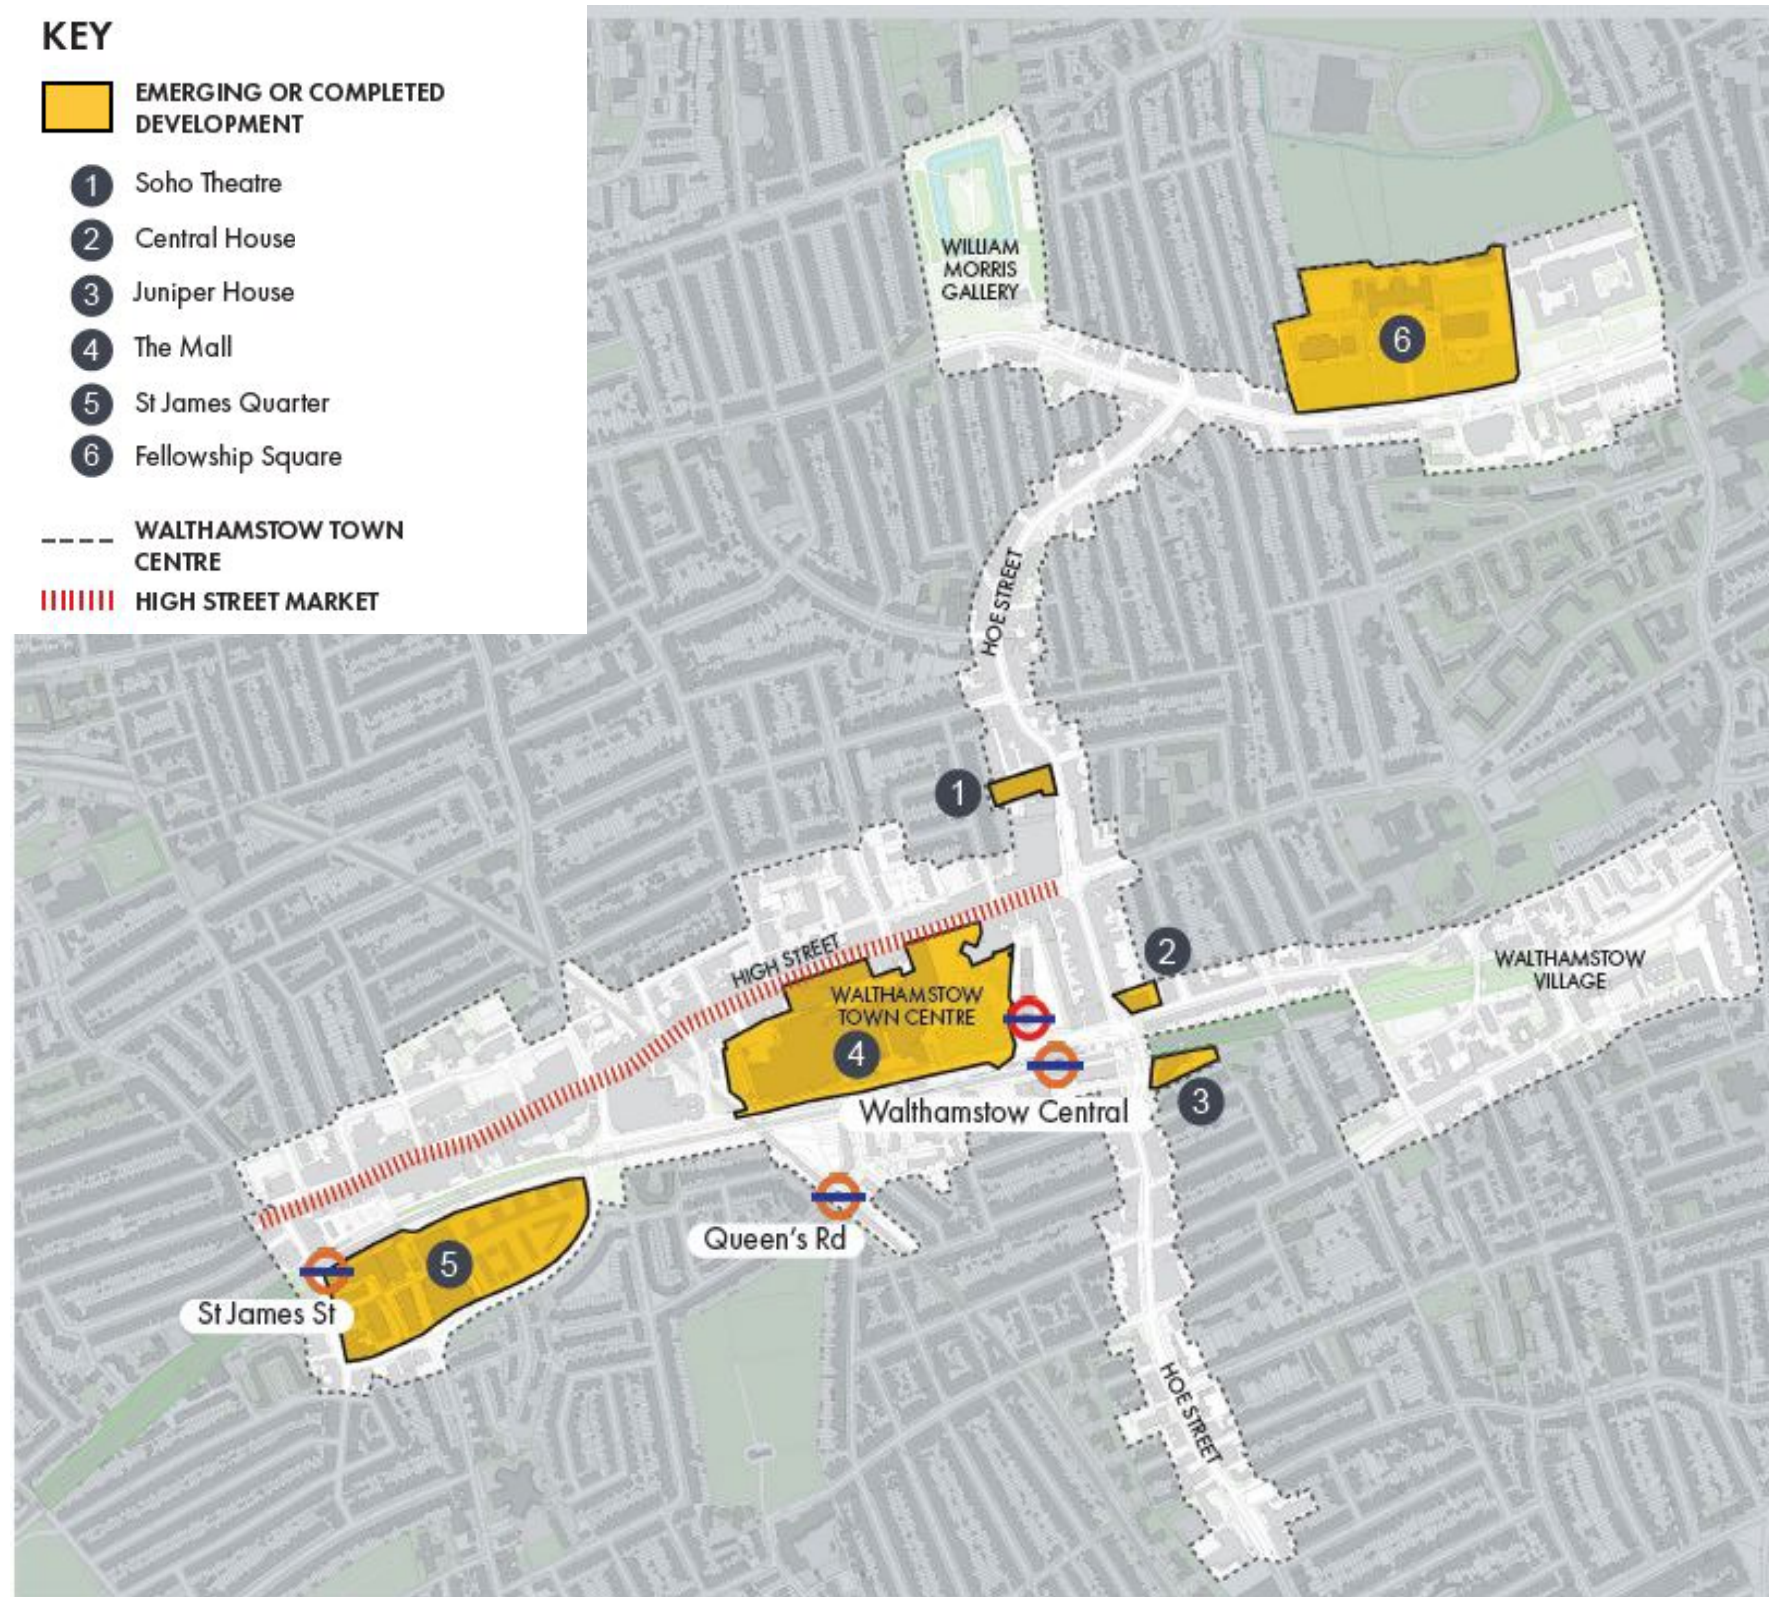 KEY
EMERGING OR COMPLETED
DEVELOPMENT
1 Soho Theatre
2 Central House
3 Juniper House
4 The Mall
5 St James Quarter
6 Fellowship Square
WALTHAMSTOW TOWN
CENTRE
HIGH STREET MARKET
WILLIAM
MORRIS
GALLERY
6
HOE STREET
1
HIGH STREET
2
WALTHAMSTOW
VILLAGE
WALTHAMSTOW
TOWN CENTRE
4
Walthamstow Central
3
Queen's Rd
5
St James St
HOE STREET